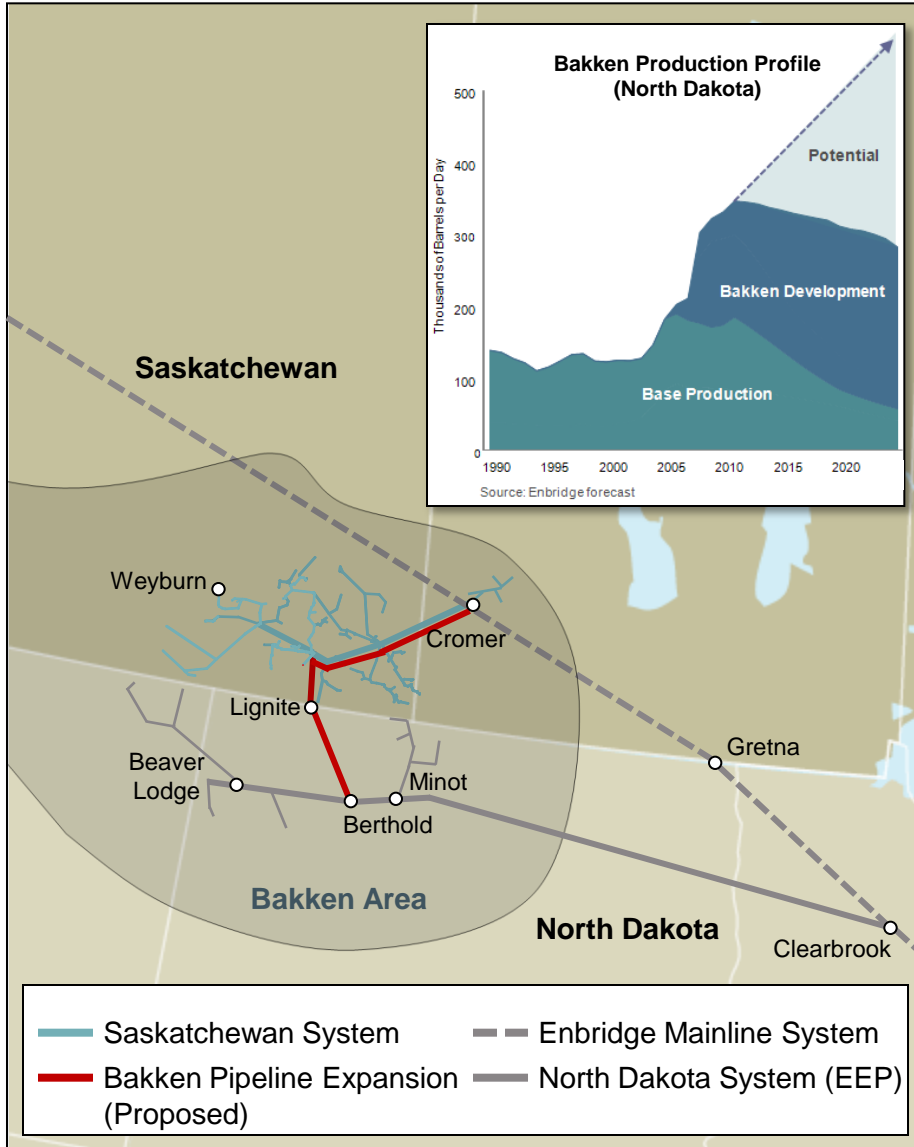 Bakken Production Profile
(North Dakota)
Thousands of Barrels per Day
500
400
300
200
100
0
Potential
Bakken Development
Base Production
1990 1995 2000 2005 2010 2015 2020
Source: Enbridge forecast
Saskatchewan
Weyburn
Cromer
Lignite
Gretna
Beaver
Lodge
Minot
Berthold
Bakken Area
North Dakota
Clearbrook
Saskatchewan System
Enbridge Mainline System
Bakken Pipeline Expansion
(Proposed)
North Dakota System (EEP)